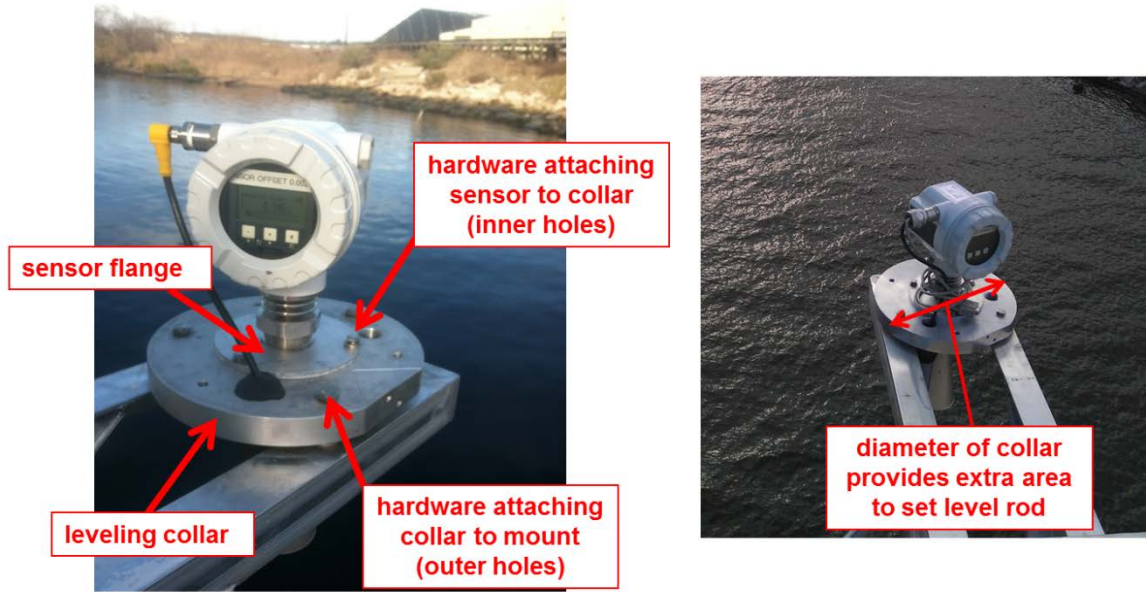 hardware attaching
sensor to collar
(inner holes)
sensor flange
leveling collar
hardware attaching
collar to mount
(outer holes)
diameter of collar
provides extra area
to set level rod